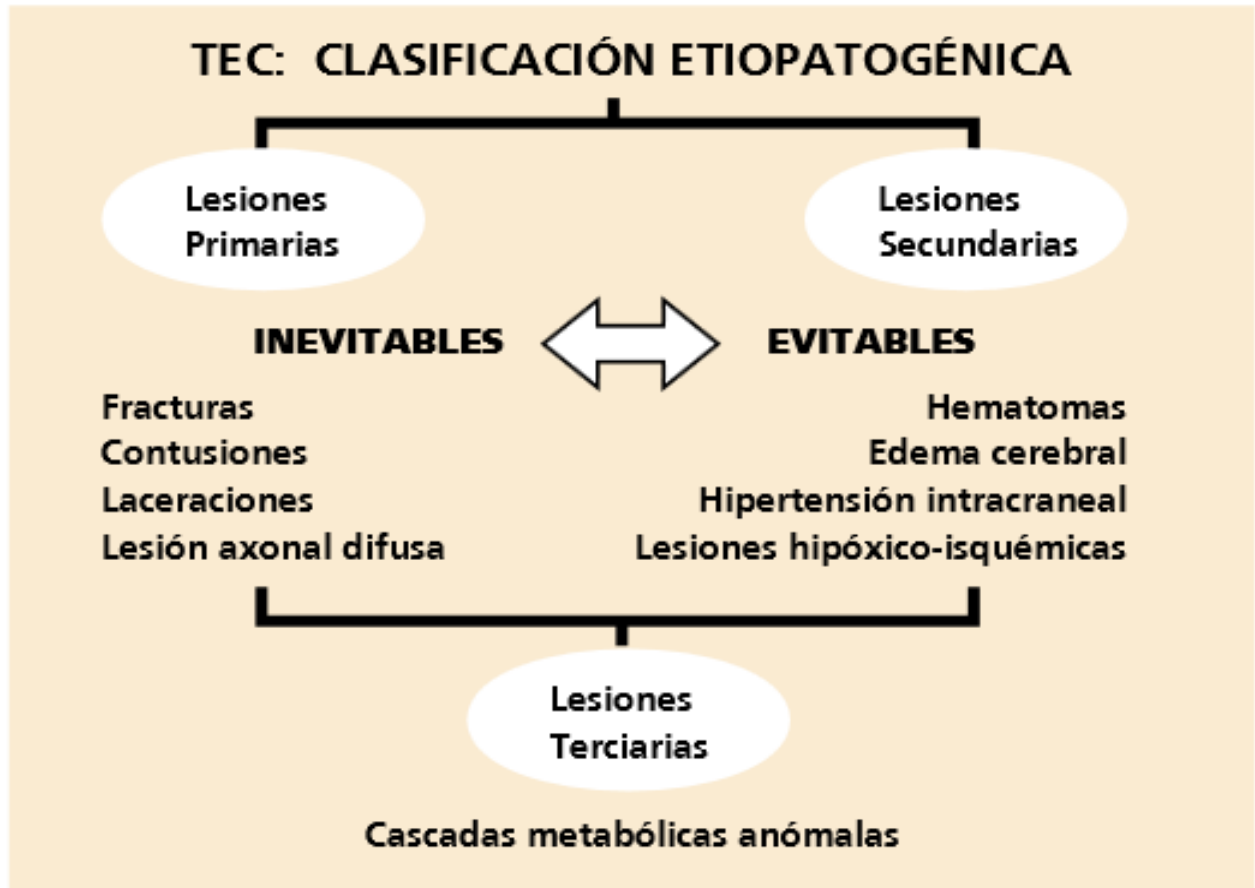 TEC: CLASIFICACIÓN ETIOPATOGÉNICA
Lesiones
Primarias
Lesiones
Secundarias
INEVITABLES
EVITABLES
Fracturas
Contusiones
Laceraciones
Lesión axonal difusa
Hematomas
Edema cerebral
Hipertensión intracraneal
Lesiones hipóxico-isquémicas
Lesiones
Terciarias
Cascadas metabólicas anómalas